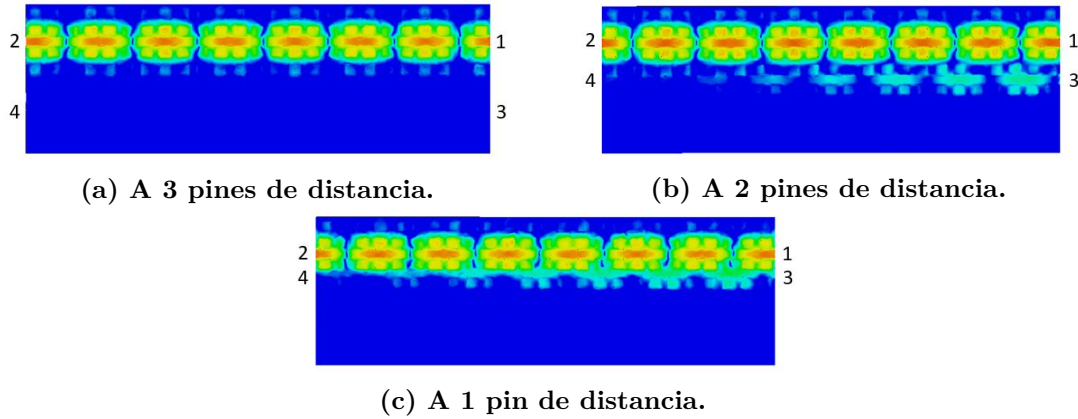 2 1 2 1
4 3 4 3
(a) A 3 pines de distancia. (b) A 2 pines de distancia.
2 1
4 3
(c) A 1 pin de distancia.